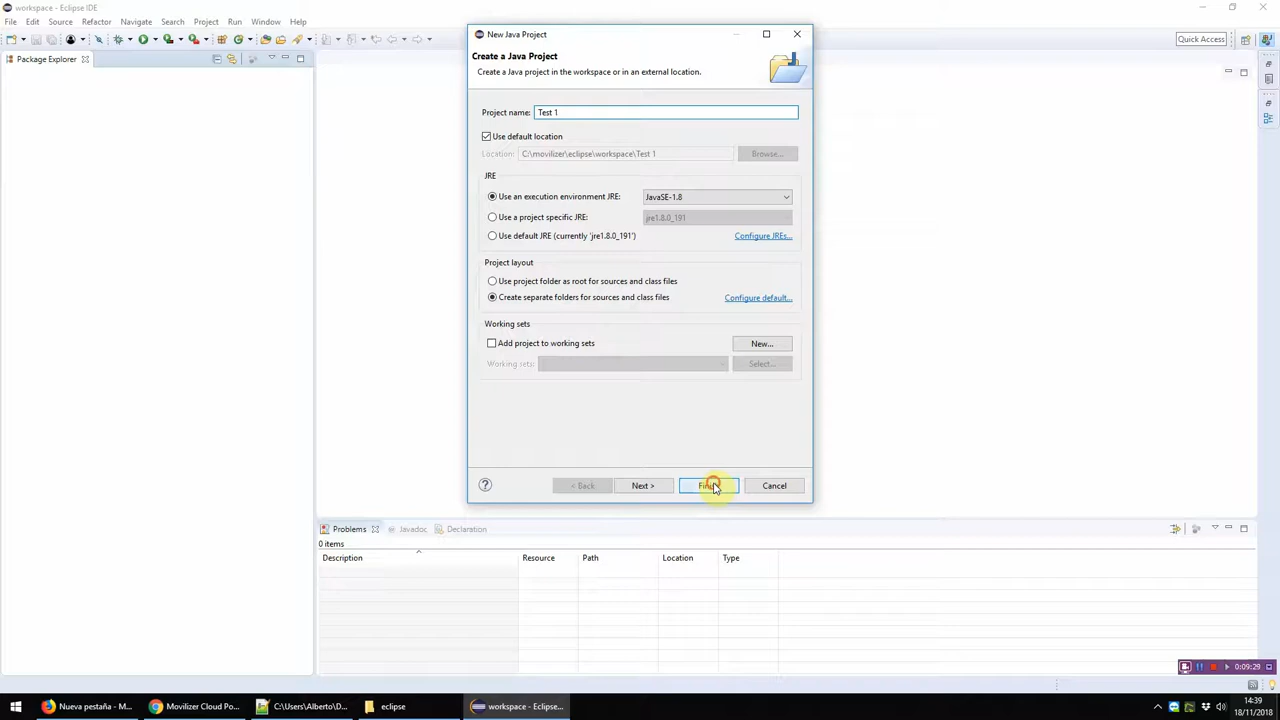 workspace - Eclipse IDE
File Edit Source Refactor Navigate Search Project Run Window Help
Quick Access
Package Explorer
New Java Project
Create a Java Project
Create a Java project in the workspace or in an external location.
Project name: Test 1
Use default location
Location: C:\movilizer\eclipse\workspace\Test 1 Browse...
JRE
Use an execution environment JRE: JavaSE-1.8
Use a project specific JRE: jre1.8.0_191
Use default JRE (currently 'jre1.8.0_191') Configure JREs...
Project layout
Use project folder as root for sources and class files
Create separate folders for sources and class files Configure default...
Working sets
Add project to working sets New...
Working sets: Select...
< Back Next > Cancel
Problems Javadoc Declaration
0 items
Description Resource Path Location Type
0:09:29
Nueva pestaña - M... Movilizer Cloud Po... C:\Users\Alberto\D... eclipse workspace - Eclipse...
14:39
18/11/2018